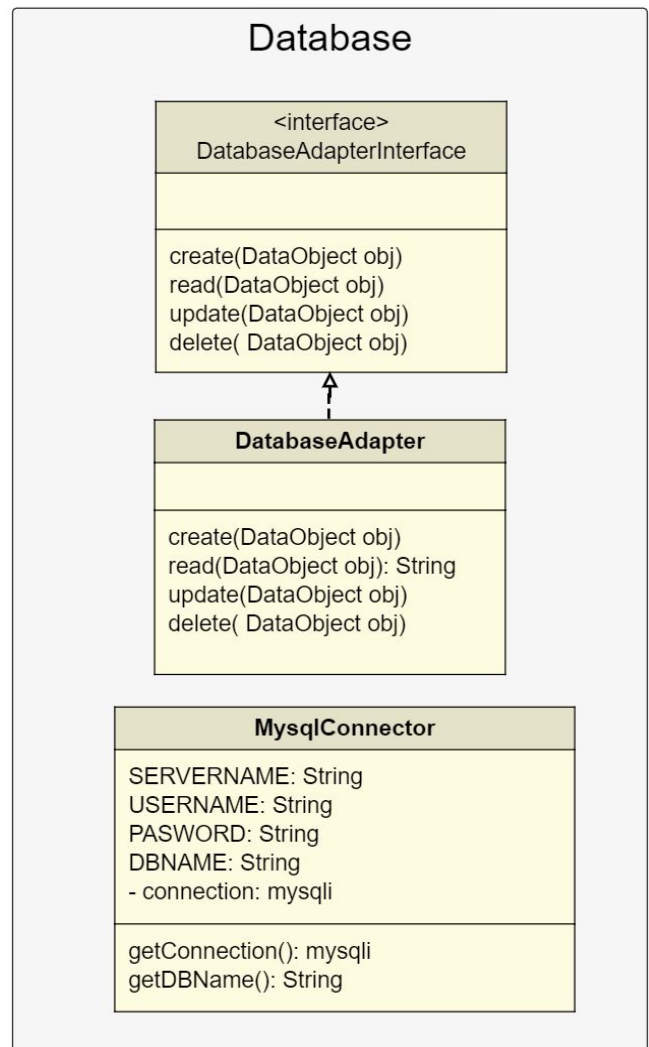 Database
<interface>
DatabaseAdapterInterface
create(DataObject obj)
read(DataObject obj)
update(DataObject obj)
delete( DataObject obj)
DatabaseAdapter
create(DataObject obj)
read(DataObject obj): String
update(DataObject obj)
delete( DataObject obj)
MysqlConnector
SERVERNAME: String
USERNAME: String
PASWORD: String
DBNAME: String
- connection: mysqli
getConnection(): mysqli
getDBName(): String